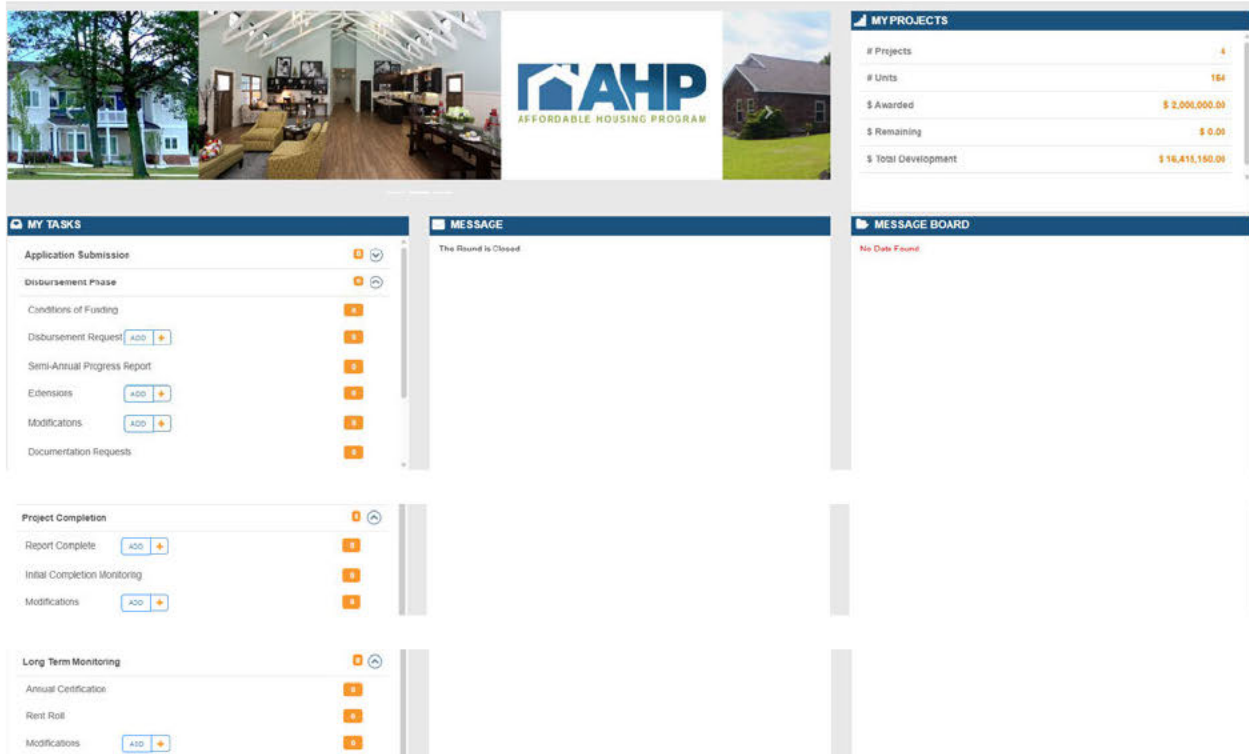 AHP
AFFORDABLE HOUSING PROGRAM
MY PROJECTS
# Projects 4
# Units 164
$ Awarded $ 2,000,000.00
$ Remaining $ 0.00
$ Total Development
MY TASKS
Application Submission
Disbursement Phase
Conditions of Funding
Disbursement Request ADD +
Semi-Annual Progress Report
Extensions ADD +
Modifications ADD +
Documentation Requests
MESSAGE
The Round is Closed
MESSAGE BOARD
No Data Found
Project Completion
Report Complete ADD +
Initial Completion Monitoring
Modifications ADD +
Long Term Monitoring
Annual Certification
Rent Roll
Modifications ADD +